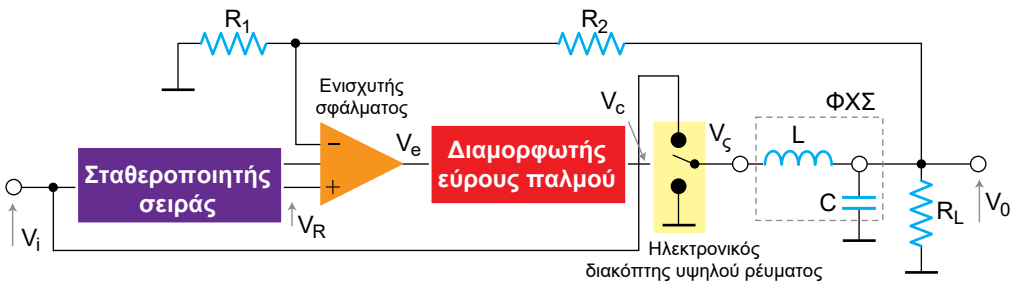 R1
R2
Ενισχυτής
σφάλματος
ΦΧΣ
Vc
Vς
L
Ve
Σταθεροποιητής
σειράς
Διαμορφωτής
εύρους παλμού
−
+
Vi
VR
C
RL
V0
Ηλεκτρονικός
διακόπτης υψηλού ρέυματος